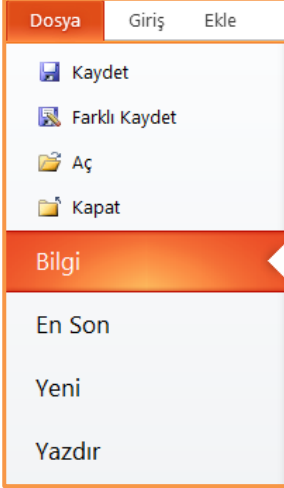 Dosya Giriş Ekle
Kaydet
Farklı Kaydet
Aç
Kapat
Bilgi
En Son
Yeni
Yazdır